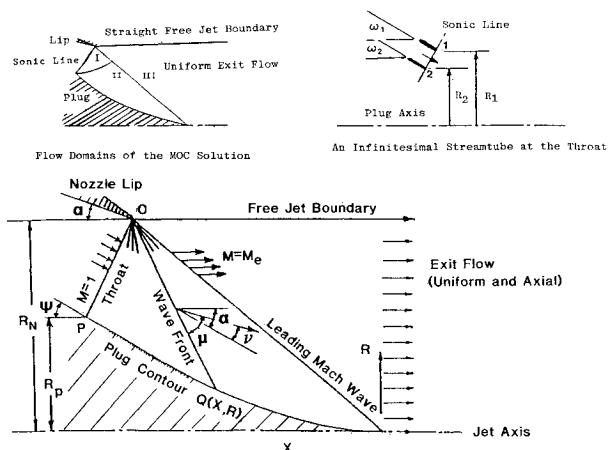 Straight Free Jet Boundary
Lip
I
Sonic Line
II
III
Uniform Exit Flow
Plug
Flow Domains of the MOC Solution
Sonic Line
ω1
1
ω2
2
R2
R1
Plug Axis
An Infinitesimal Streamtube at the Throat
Nozzle Lip
α
O
Free Jet Boundary
M=1
Throat
M=Me
Exit Flow
(Uniform and Axial)
ψ
P
Wave Front
α
μ
ν
RN
Rp
Plug Contour
Q(X,R)
Leading Mach Wave
R
Jet Axis
X